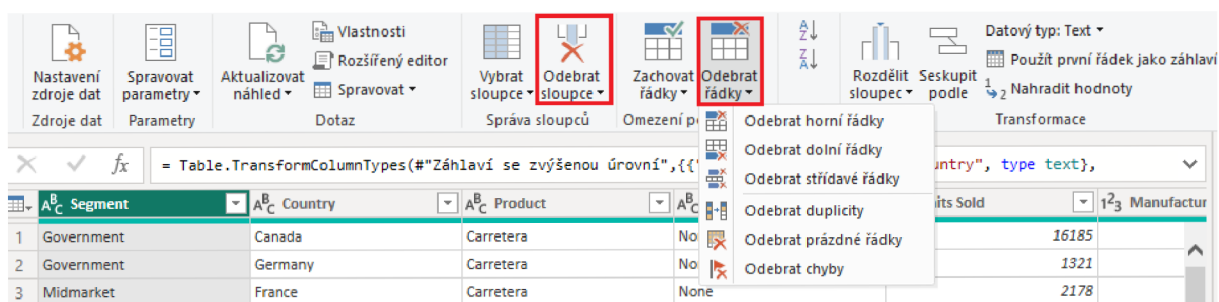 Nastavení zdroje dat
Zdroje dat
Spravovat parametry
Parametry
Aktualizovat náhled
Vlastnosti
Rozšířený editor
Spravovat
Dotaz
Vybrat sloupce
Odebrat sloupce
Správa sloupců
Zachovat řádky
Odebrat řádky
Omezení
Rozdělit sloupec
Seskupit podle
Datový typ: Text
Použít první řádek jako záhlaví
Nahradit hodnoty
Transformace
Odebrat horní řádky
Odebrat dolní řádky
Odebrat střídavé řádky
Odebrat duplicity
Odebrat prázdné řádky
Odebrat chyby
fx = Table.TransformColumnTypes(#"Záhlaví se zvýšenou úrovní",{{" untry", type text},
Segment Country Product its Sold Manufactur
1 Government Canada Carretera 16185
2 Government Germany Carretera 1321
3 Midmarket France Carretera None 2178